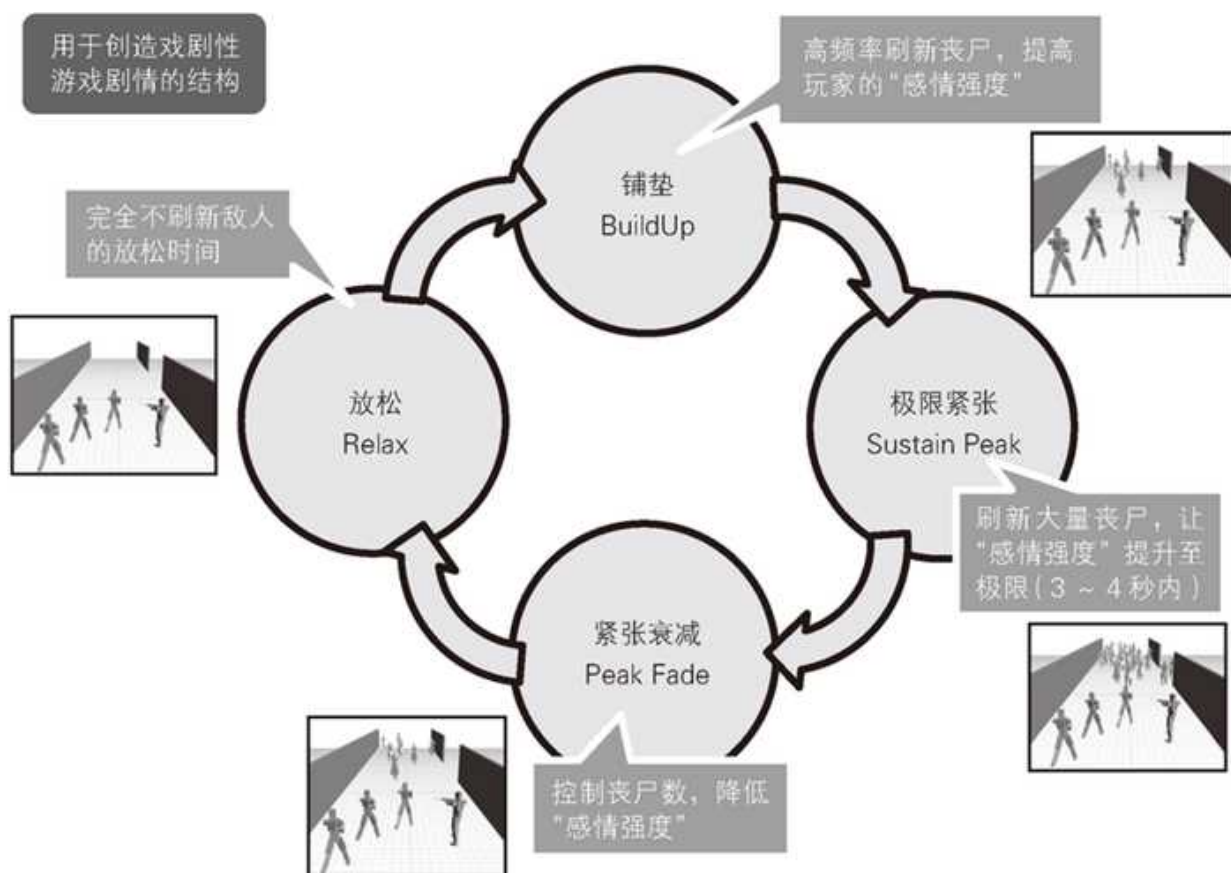 用于创造戏剧性
游戏剧情的结构
高频率刷新丧尸，提高
玩家的“感情强度”
铺垫
BuildUp
完全不刷新敌人
的放松时间
放松
Relax
极限紧张
Sustain Peak
刷新大量丧尸，让
“感情强度”提升至
极限(3 ~ 4秒内)
紧张衰减
Peak Fade
控制丧尸数，降低
“感情强度”